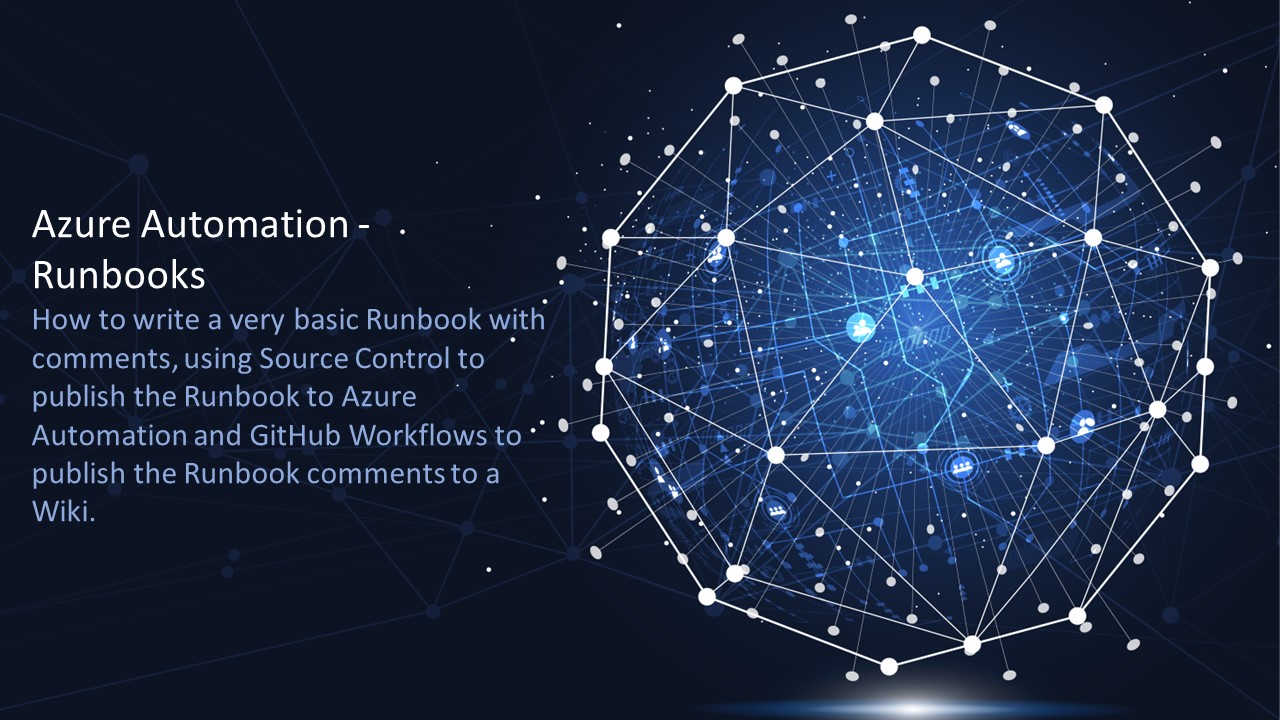 Azure Automation -
Runbooks
How to write a very basic Runbook with
comments, using Source Control to
publish the Runbook to Azure
Automation and GitHub Workflows to
publish the Runbook comments to a
Wiki.